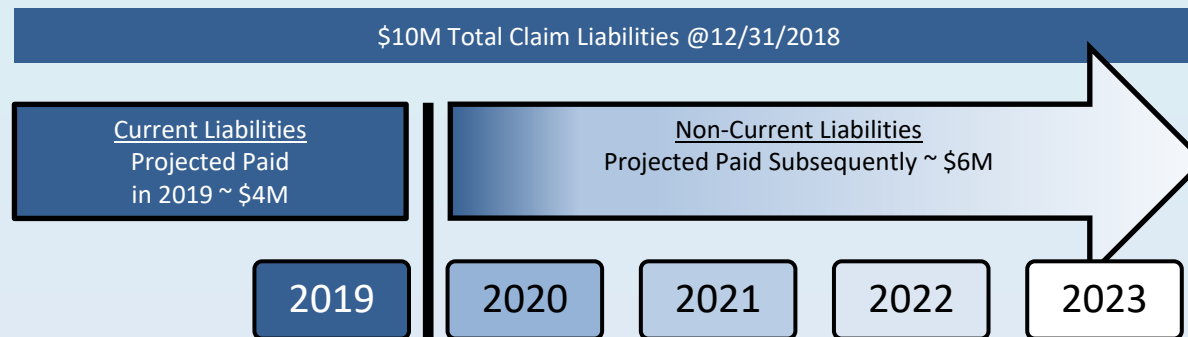 $10M Total Claim Liabilities @12/31/2018
Current Liabilities
Projected Paid
in 2019 ~ $4M
Non-Current Liabilities
Projected Paid Subsequently ~ $6M
2019
2020
2021
2022
2023